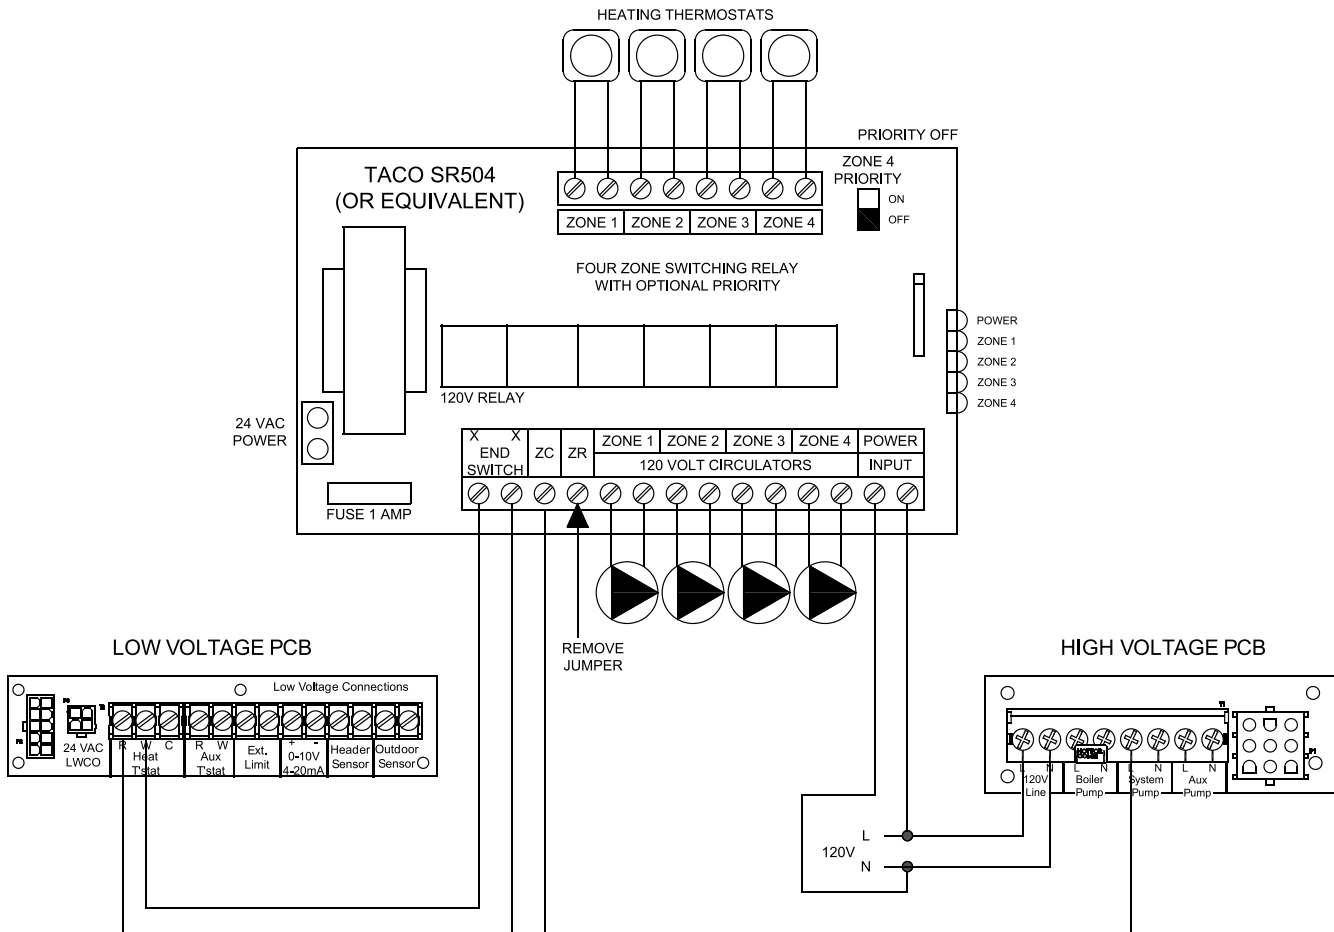 HEATING THERMOSTATS
PRIORITY OFF
TACO SR504
(OR EQUIVALENT)
ZONE 4
PRIORITY
ON
OFF
ZONE 1 ZONE 2 ZONE 3 ZONE 4
FOUR ZONE SWITCHING RELAY
WITH OPTIONAL PRIORITY
POWER
ZONE 1
ZONE 2
ZONE 3
ZONE 4
120V RELAY
24 VAC
POWER
FUSE 1 AMP
X X
END
SWITCH
ZC
ZR
ZONE 1 ZONE 2 ZONE 3 ZONE 4
120 VOLT CIRCULATORS
POWER
INPUT
REMOVE
JUMPER
LOW VOLTAGE PCB
Low Voltage Connections
24 VAC
LWCO
R W C
Heat
T'stat
R W
Aux
T'stat
Ext.
Limit
+ -
0-10V
4-20mA
Header
Sensor
Outdoor
Sensor
HIGH VOLTAGE PCB
L N
120V
Line
L N
Boiler
Pump
L N
System
Pump
L N
Aux
Pump
120V
L
N